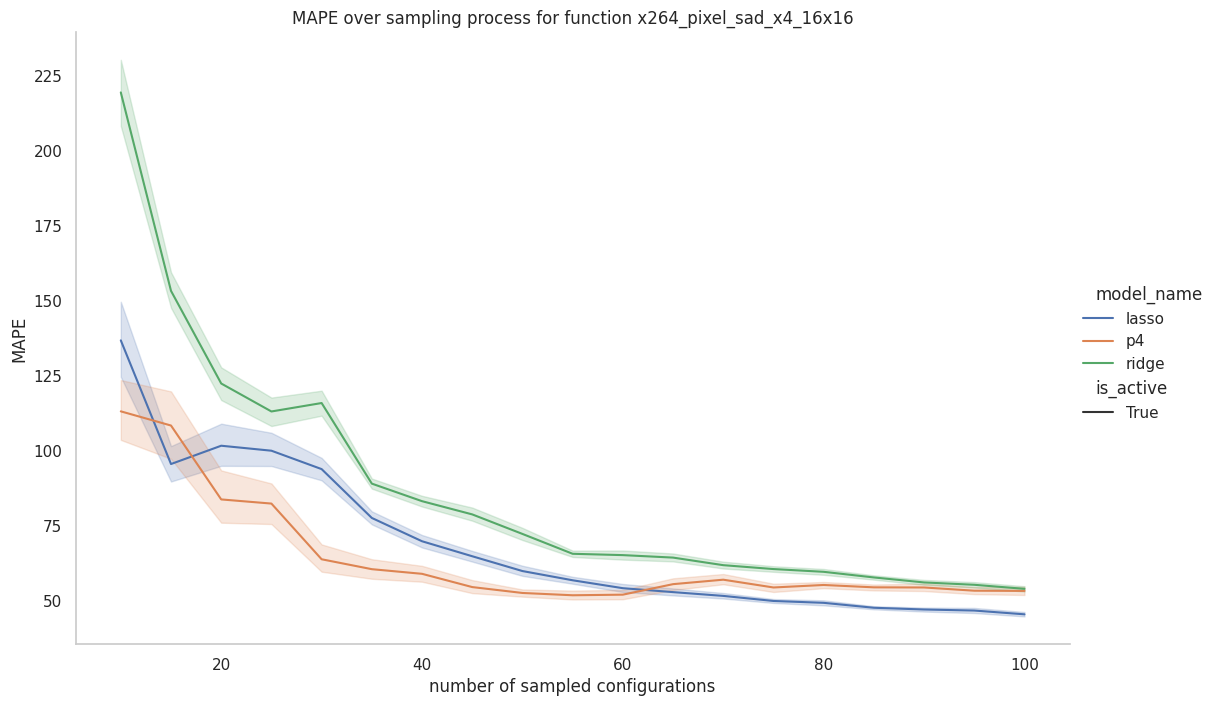 MAPE over sampling process for function x264_pixel_sad_x4_16x16
MAPE
225
200
175
150
125
100
75
50
20
40
60
80
100
number of sampled configurations
model_name
lasso
p4
ridge
is_active
True